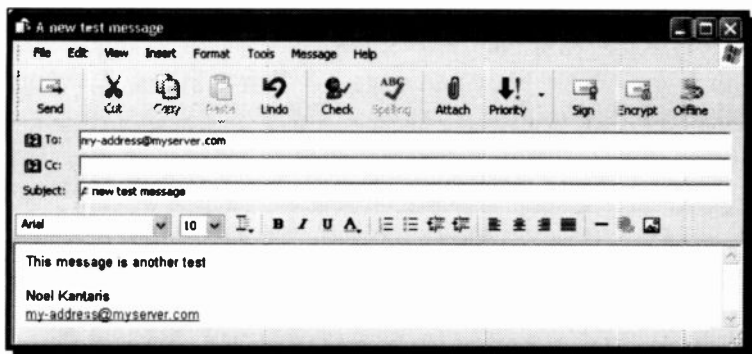 A new test message
File Edit View Insert Format Tools Message Help
Send Cut Copy Paste Undo Check Spelling Attach Priority Sign Encrypt Offline
To: my-address@myserver.com
Cc:
Subject: A new test message
Arial 10 B I U A
This message is another test
Noel Kantaris
my-address@myserver.com